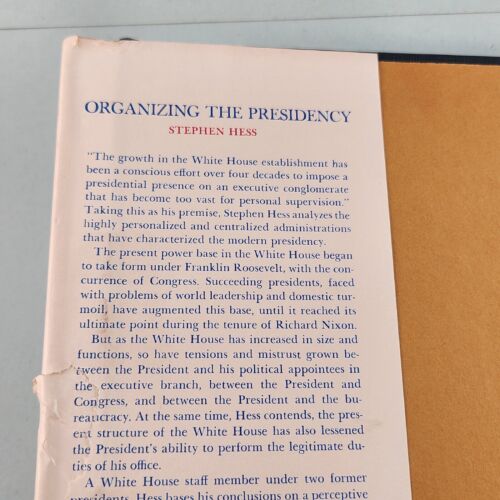 ORGANIZING THE PRESIDENCY
STEPHEN HESS
"The growth in the White House establishment has
been a conscious effort over four decades to impose a
presidential presence on an executive conglomerate
that has become too vast for personal supervision."
Taking this as his premise, Stephen Hess analyzes the
highly personalized and centralized administrations
that have characterized the modern presidency.
The present power base in the White House began
to take form under Franklin Roosevelt, with the con-
currence of Congress. Succeeding presidents, faced
with problems of world leadership and domestic tur-
moil, have augmented this base, until it reached its
ultimate point during the tenure of Richard Nixon.
But as the White House has increased in size and
functions, so have tensions and mistrust grown be-
tween the President and his political appointees in
the executive branch, between the President and
Congress, and between the President and the bu-
reaucracy. At the same time, Hess contends, the pres-
ent structure of the White House has also lessened
the President's ability to perform the legitimate du-
ties of his office.
A White House staff member under two former
presidents, Hess bases his conclusions on a perceptive